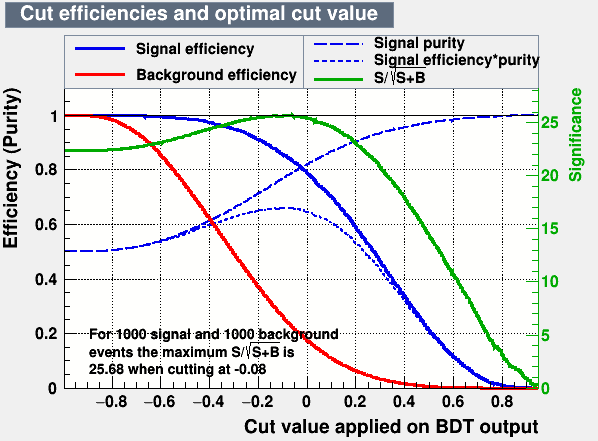 Cut efficiencies and optimal cut value
Signal efficiency
Background efficiency
Signal purity
Signal efficiency*purity
S/√S+B
Efficiency (Purity)
1
0.8
0.6
0.4
0.2
0
25
20
15
10
5
0
Significance
For 1000 signal and 1000 background
events the maximum S/√S+B is
25.68 when cutting at -0.08
−0.8 −0.6 −0.4 −0.2 0 0.2 0.4 0.6 0.8
Cut value applied on BDT output